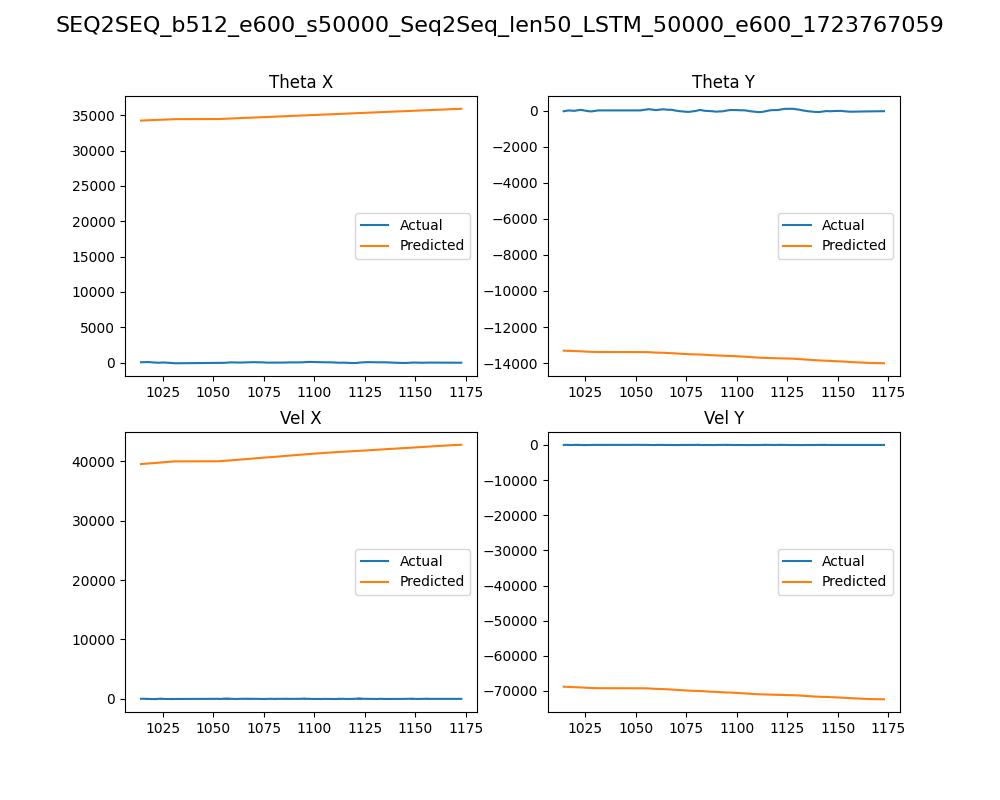 SEQ2SEQ_b512_e600_s50000_Seq2Seq_len50_LSTM_50000_e600_1723767059
Theta X
35000
30000
25000
20000
15000
10000
5000
0
1025 1050 1075 1100 1125 1150 1175
Actual
Predicted
Theta Y
0
−2000
−4000
−6000
−8000
−10000
−12000
−14000
1025 1050 1075 1100 1125 1150 1175
Actual
Predicted
Vel X
40000
30000
20000
10000
0
1025 1050 1075 1100 1125 1150 1175
Actual
Predicted
Vel Y
0
−10000
−20000
−30000
−40000
−50000
−60000
−70000
1025 1050 1075 1100 1125 1150 1175
Actual
Predicted